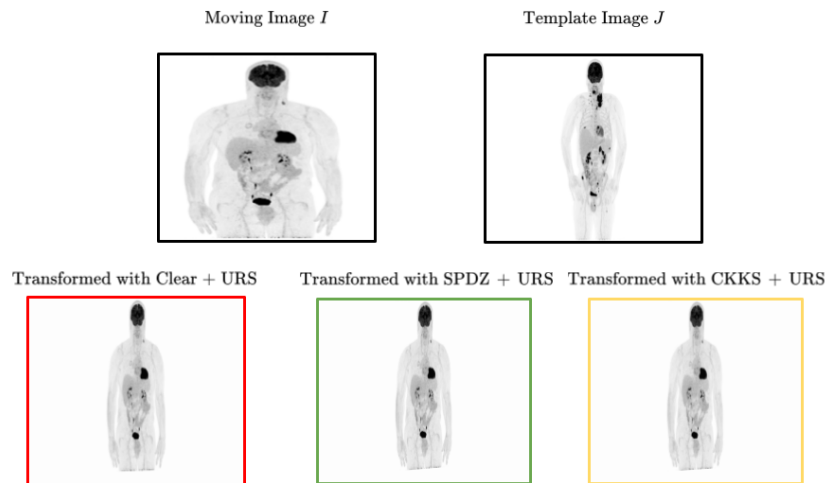 Moving Image I
Template Image J
Transformed with Clear + URS
Transformed with SPDZ + URS
Transformed with CKKS + URS